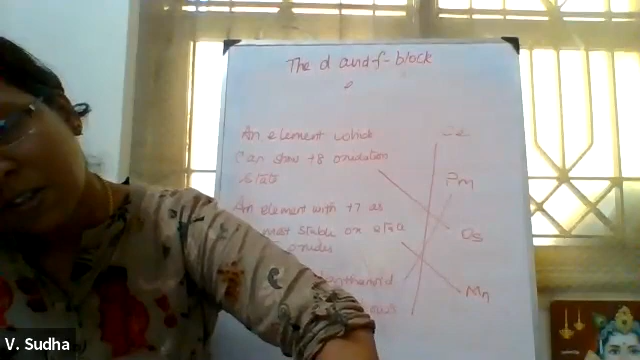 The d and-f-block
An element which
Can show +8 oxidation
state
An element with +7 as
most stable ox state
oxides
lanthanoid
Pm
Os
Mn
V. Sudha